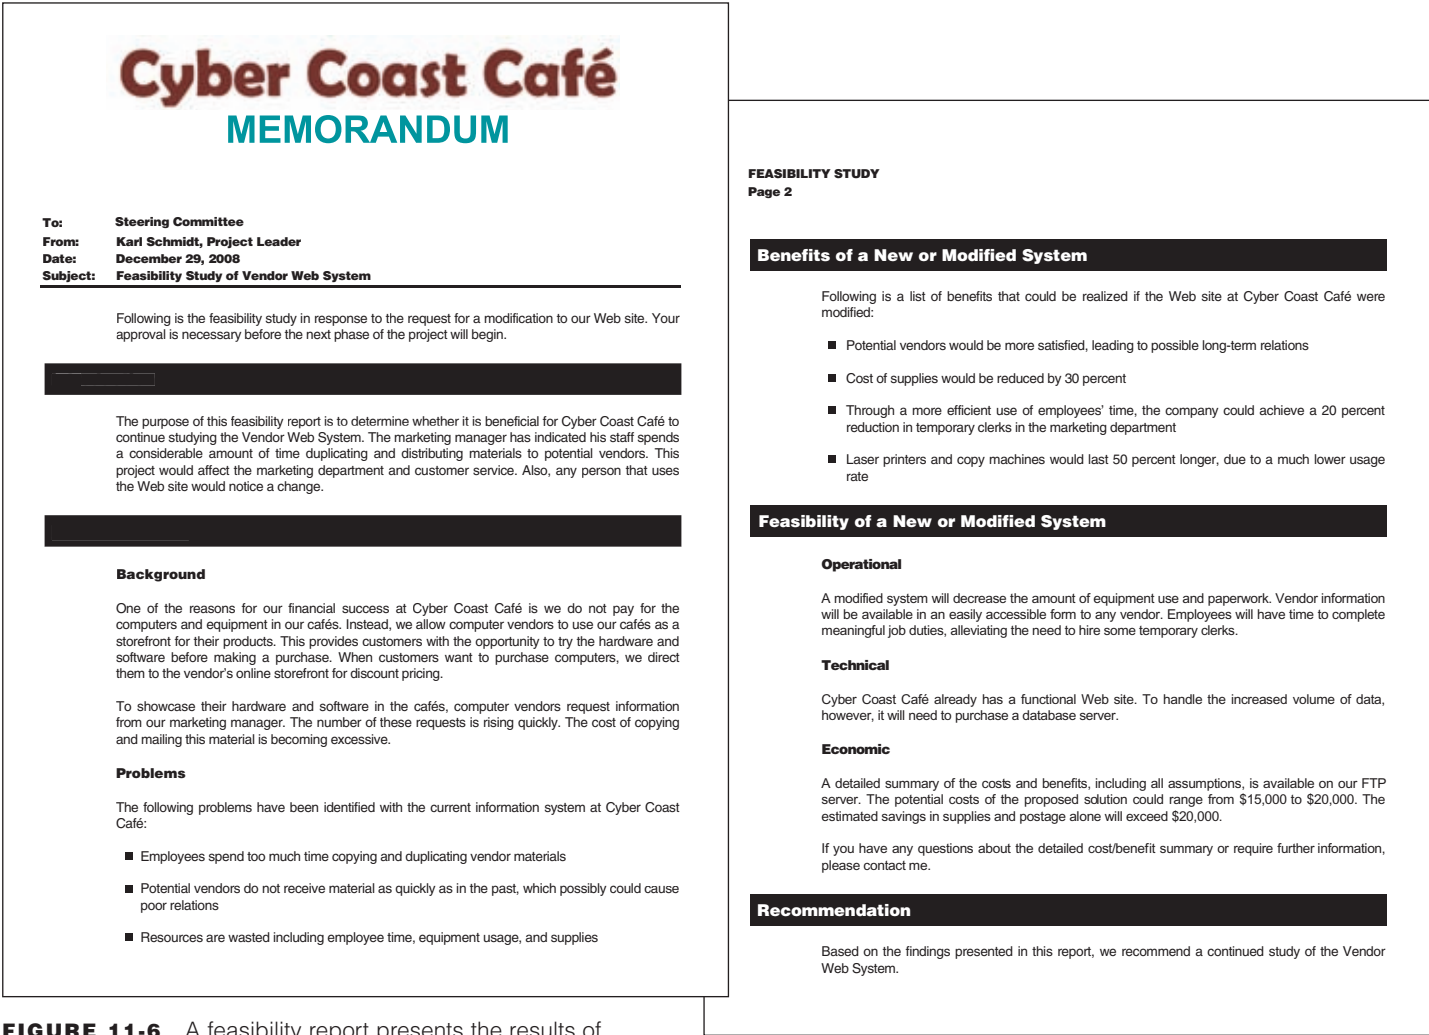 Cyber Coast Café
MEMORANDUM
To: Steering Committee
From: Karl Schmidt, Project Leader
Date: December 29, 2008
Subject: Feasibility Study of Vendor Web System
Following is the feasibility study in response to the request for a modification to our Web site. Your
approval is necessary before the next phase of the project will begin.
The purpose of this feasibility report is to determine whether it is beneficial for Cyber Coast Café to
continue studying the Vendor Web System. The marketing manager has indicated his staff spends
a considerable amount of time duplicating and distributing materials to potential vendors. This
project would affect the marketing department and customer service. Also, any person that uses
the Web site would notice a change.
Background
One of the reasons for our financial success at Cyber Coast Café is we do not pay for the
computers and equipment in our cafés. Instead, we allow computer vendors to use our cafés as a
storefront for their products. This provides customers with the opportunity to try the hardware and
software before making a purchase. When customers want to purchase computers, we direct
them to the vendor's online storefront for discount pricing.
To showcase their hardware and software in the cafés, computer vendors request information
from our marketing manager. The number of these requests is rising quickly. The cost of copying
and mailing this material is becoming excessive.
Problems
The following problems have been identified with the current information system at Cyber Coast
Café:
■ Employees spend too much time copying and duplicating vendor materials
■ Potential vendors do not receive material as quickly as in the past, which possibly could cause
poor relations
■ Resources are wasted including employee time, equipment usage, and supplies
FEASIBILITY STUDY
Page 2
Benefits of a New or Modified System
Following is a list of benefits that could be realized if the Web site at Cyber Coast Café were
modified:
■ Potential vendors would be more satisfied, leading to possible long-term relations
■ Cost of supplies would be reduced by 30 percent
■ Through a more efficient use of employees' time, the company could achieve a 20 percent
reduction in temporary clerks in the marketing department
■ Laser printers and copy machines would last 50 percent longer, due to a much lower usage
rate
Feasibility of a New or Modified System
Operational
A modified system will decrease the amount of equipment use and paperwork. Vendor information
will be available in an easily accessible form to any vendor. Employees will have time to complete
meaningful job duties, alleviating the need to hire some temporary clerks.
Technical
Cyber Coast Café already has a functional Web site. To handle the increased volume of data,
however, it will need to purchase a database server.
Economic
A detailed summary of the costs and benefits, including all assumptions, is available on our FTP
server. The potential costs of the proposed solution could range from $15,000 to $20,000. The
estimated savings in supplies and postage alone will exceed $20,000.
If you have any questions about the detailed cost/benefit summary or require further information,
please contact me.
Recommendation
Based on the findings presented in this report, we recommend a continued study of the Vendor
Web System.
FIGURE 11-6 A feasibility report presents the results of